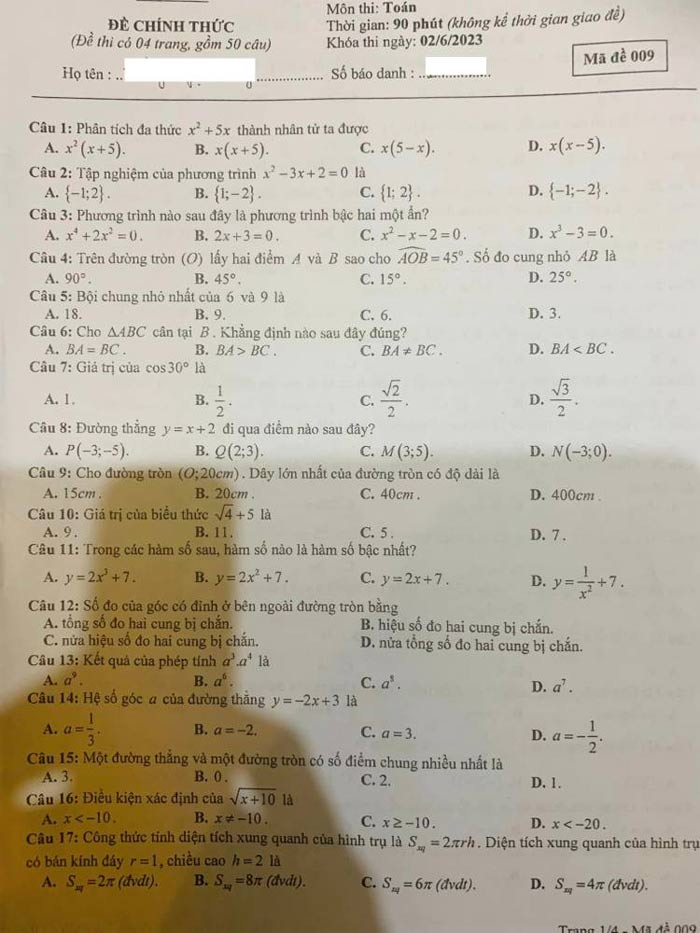 Môn thi: Toán
ĐỀ CHÍNH THỨC
Thời gian: 90 phút (không kể thời gian giao đề)
(Đề thi có 04 trang, gồm 50 câu)
Khóa thi ngày: 02/6/2023
Mã đề 009
Họ tên : .. .................. Số báo danh : ..................
Câu 1: Phân tích đa thức x² + 5x thành nhân tử ta được
A. x²(x+5). B. x(x+5). C. x(5−x). D. x(x−5).
Câu 2: Tập nghiệm của phương trình x² −3x+2=0 là
A. {−1;2}. B. {1;−2}. C. {1; 2}. D. {−1;−2}.
Câu 3: Phương trình nào sau đây là phương trình bậc hai một ẩn?
A. x⁴ +2x² =0. B. 2x+3=0. C. x² −x−2=0. D. x³ −3=0.
Câu 4: Trên đường tròn (O) lấy hai điểm A và B sao cho \widehat{AOB} = 45°. Số đo cung nhỏ AB là
A. 90°. B. 45°. C. 15°. D. 25°.
Câu 5: Bội chung nhỏ nhất của 6 và 9 là
A. 18. B. 9. C. 6. D. 3.
Câu 6: Cho ΔABC cân tại B. Khẳng định nào sau đây đúng?
A. BA = BC. B. BA > BC. C. BA ≠ BC. D. BA < BC.
Câu 7: Giá trị của cos30° là
A. 1. B. 1/2. C. √2/2. D. √3/2.
Câu 8: Đường thẳng y = x+2 đi qua điểm nào sau đây?
A. P(−3;−5). B. Q(2;3). C. M(3;5). D. N(−3;0).
Câu 9: Cho đường tròn (O;20cm). Dây lớn nhất của đường tròn có độ dài là
A. 15cm. B. 20cm. C. 40cm. D. 400cm.
Câu 10: Giá trị của biểu thức √4 +5 là
A. 9. B. 11. C. 5. D. 7.
Câu 11: Trong các hàm số sau, hàm số nào là hàm số bậc nhất?
A. y=2x³ +7. B. y=2x² +7. C. y=2x+7. D. y=1/x² +7.
Câu 12: Số đo của góc có đỉnh ở bên ngoài đường tròn bằng
A. tổng số đo hai cung bị chắn. B. hiệu số đo hai cung bị chắn.
C. nửa hiệu số đo hai cung bị chắn. D. nửa tổng số đo hai cung bị chắn.
Câu 13: Kết quả của phép tính a³.a⁴ là
A. a⁹. B. a⁶. C. a⁸. D. a⁷.
Câu 14: Hệ số góc a của đường thẳng y=−2x+3 là
A. a=1/3. B. a=−2. C. a=3. D. a=−1/2.
Câu 15: Một đường thẳng và một đường tròn có số điểm chung nhiều nhất là
A. 3. B. 0. C. 2. D. 1.
Câu 16: Điều kiện xác định của √(x+10) là
A. x<−10. B. x≠−10. C. x≥−10. D. x<−20.
Câu 17: Công thức tính diện tích xung quanh của hình trụ là Sxq = 2πrh. Diện tích xung quanh của hình trụ
có bán kính đáy r=1, chiều cao h=2 là
A. Sxq=2π (đvdt). B. Sxq=8π (đvdt). C. Sxq=6π (đvdt). D. Sxq=4π (đvdt).
Trang 1/4 - Mã đề 009